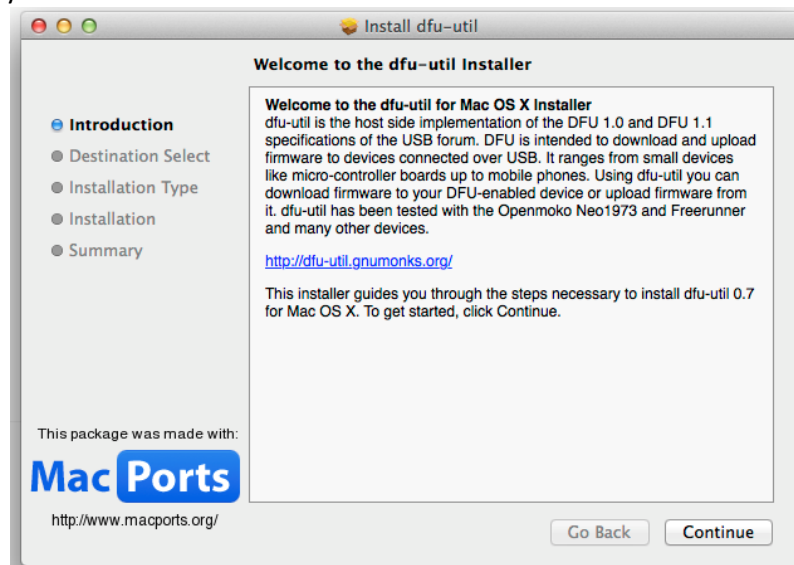 Install dfu-util
Welcome to the dfu-util Installer
Introduction
Destination Select
Installation Type
Installation
Summary
Welcome to the dfu-util for Mac OS X Installer
dfu-util is the host side implementation of the DFU 1.0 and DFU 1.1
specifications of the USB forum. DFU is intended to download and upload
firmware to devices connected over USB. It ranges from small devices
like micro-controller boards up to mobile phones. Using dfu-util you can
download firmware to your DFU-enabled device or upload firmware from
it. dfu-util has been tested with the Openmoko Neo1973 and Freerunner
and many other devices.
http://dfu-util.gnumonks.org/
This installer guides you through the steps necessary to install dfu-util 0.7
for Mac OS X. To get started, click Continue.
This package was made with:
Mac Ports
http://www.macports.org/
Go Back
Continue